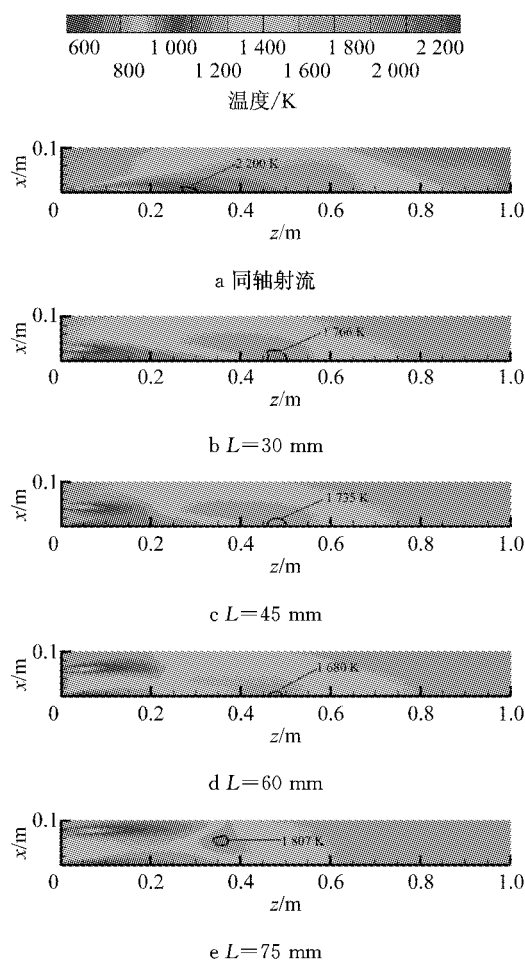 600 1 000 1 400 1 800 2 200
800 1 200 1 600 2 000
温度/K
0.1
x/m
2 200 K
0 0.2 0.4 0.6 0.8 1.0
z/m
a 同轴射流
0.1
x/m
1 766 K
0 0.2 0.4 0.6 0.8 1.0
z/m
b L=30 mm
0.1
x/m
1 735 K
0 0.2 0.4 0.6 0.8 1.0
z/m
c L=45 mm
0.1
x/m
1 680 K
0 0.2 0.4 0.6 0.8 1.0
z/m
d L=60 mm
0.1
x/m
1 807 K
0 0.2 0.4 0.6 0.8 1.0
z/m
e L=75 mm